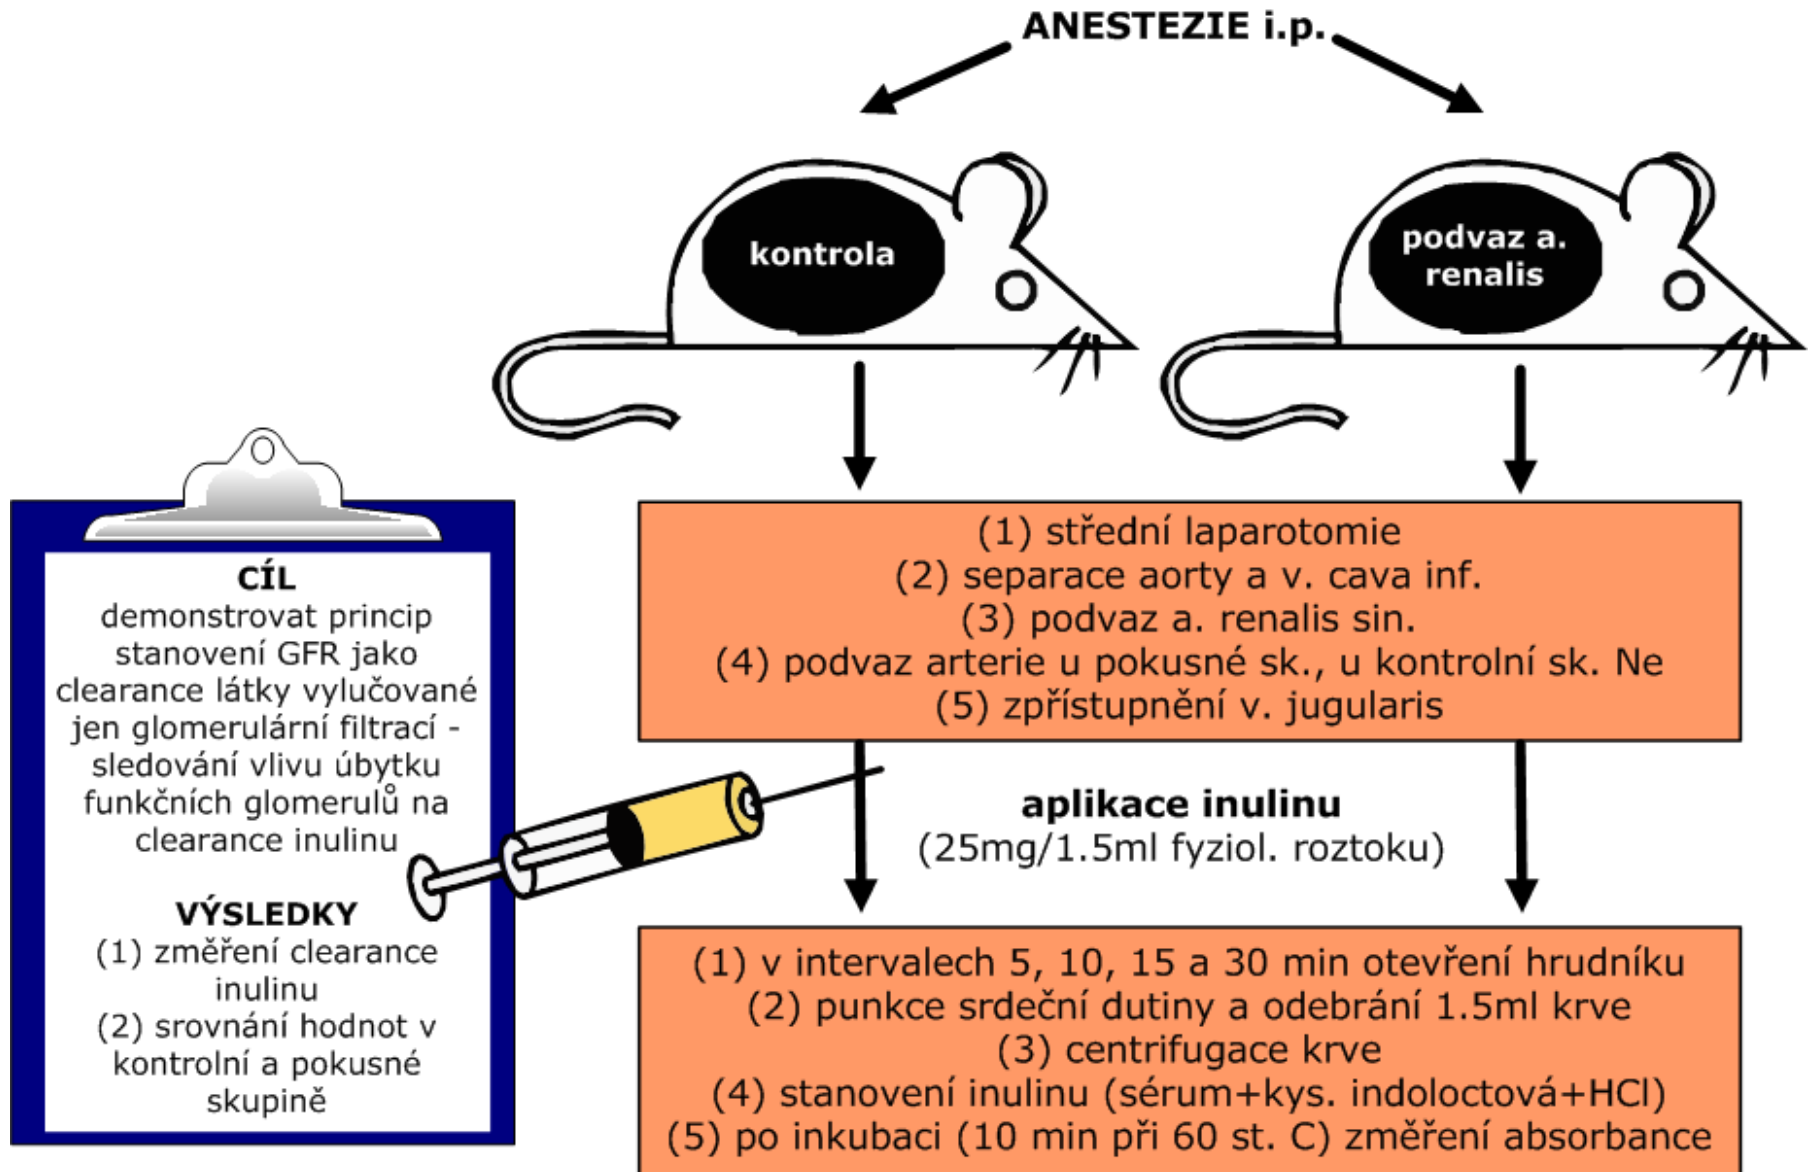 ANESTEZIE i.p.
kontrola
podvaz a.
renalis
(1) střední laparotomie
(2) separace aorty a v. cava inf.
(3) podvaz a. renalis sin.
(4) podvaz arterie u pokusné sk., u kontrolní sk. Ne
(5) zpřístupnění v. jugularis
CÍL
demonstrovat princip
stanovení GFR jako
clearance látky vylučované
jen glomerulární filtrací -
sledování vlivu úbytku
funkčních glomerulů na
clearance inulinu
VÝSLEDKY
(1) změření clearance
inulinu
(2) srovnání hodnot v
kontrolní a pokusné
skupině
aplikace inulinu
(25mg/1.5ml fyziol. roztoku)
(1) v intervalech 5, 10, 15 a 30 min otevření hrudníku
(2) punkce srdeční dutiny a odebrání 1.5ml krve
(3) centrifugace krve
(4) stanovení inulinu (sérum+kys. indoloctová+HCl)
(5) po inkubaci (10 min při 60 st. C) změření absorbance